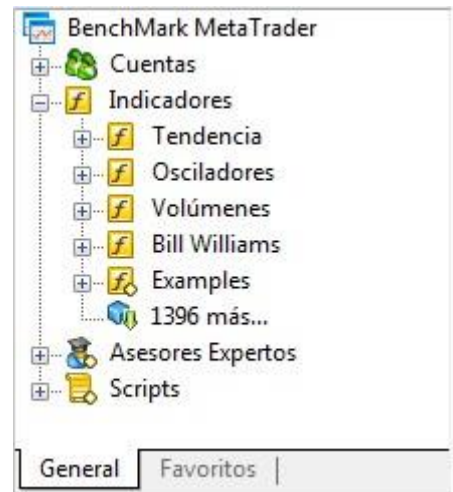 BenchMark MetaTrader
Cuentas
Indicadores
Tendencia
Osciladores
Volúmenes
Bill Williams
Examples
1396 más...
Asesores Expertos
Scripts
General Favoritos